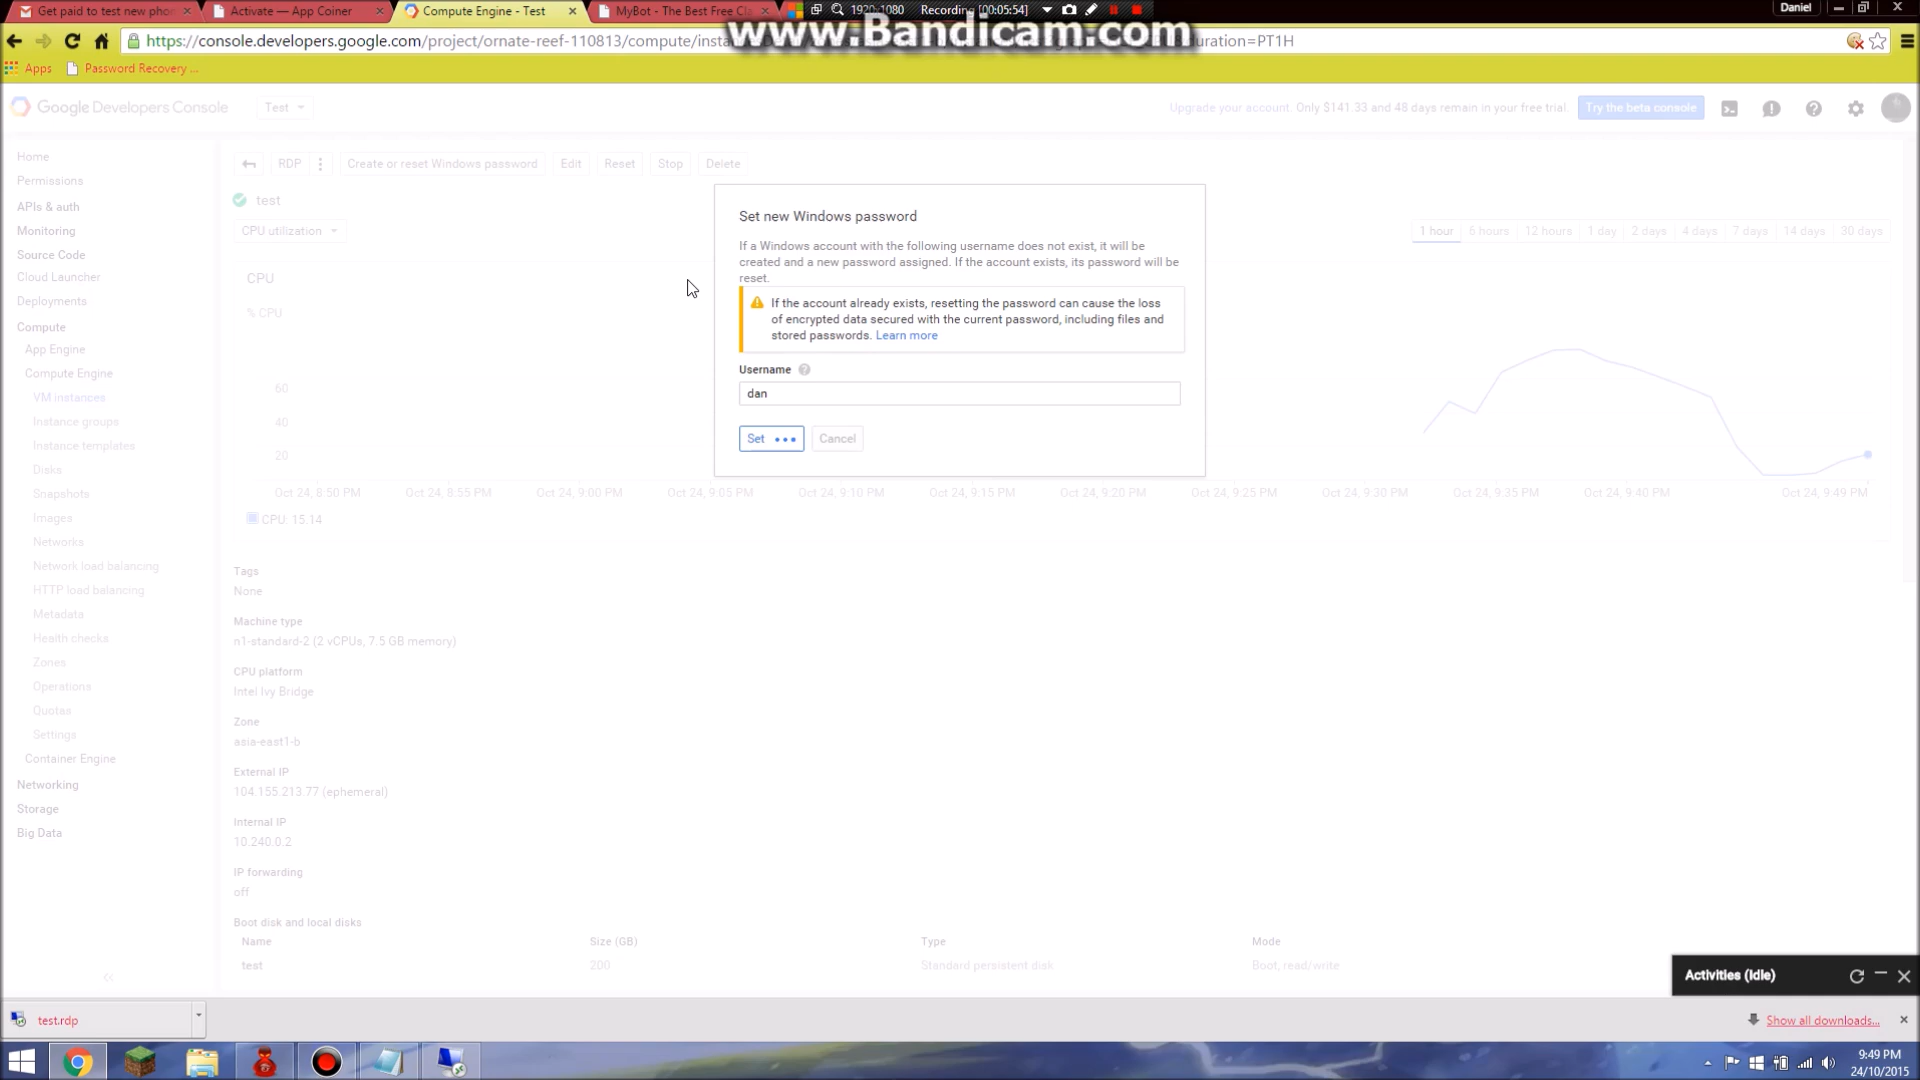 Get paid to test new phon
Activate — App Coiner
Compute Engine - Test
MyBot - The Best Free Cla
1920x1080
Recording [00:05:54]
Daniel
www.Bandicam.com
https://console.developers.google.com/project/ornate-reef-110813/compute/instan
duration=PT1H
Apps
Password Recovery ...
Google Developers Console
Test
Upgrade your account. Only $141.33 and 48 days remain in your free trial.
Try the beta console
Home
Permissions
APIs & auth
Monitoring
Source Code
Cloud Launcher
Deployments
Compute
App Engine
Compute Engine
VM instances
Instance groups
Instance templates
Disks
Snapshots
Images
Networks
Network load balancing
HTTP load balancing
Metadata
Health checks
Zones
Operations
Quotas
Settings
Container Engine
Networking
Storage
Big Data
RDP
Create or reset Windows password
Edit
Reset
Stop
Delete
test
CPU utilization
1 hour
6 hours
12 hours
1 day
2 days
4 days
7 days
14 days
30 days
CPU
% CPU
60
40
20
Set new Windows password
If a Windows account with the following username does not exist, it will be
created and a new password assigned. If the account exists, its password will be
reset.
If the account already exists, resetting the password can cause the loss
of encrypted data secured with the current password, including files and
stored passwords. Learn more
Username
dan
Set
Cancel
Oct 24, 8:50 PM
Oct 24, 8:55 PM
Oct 24, 9:00 PM
Oct 24, 9:05 PM
Oct 24, 9:10 PM
Oct 24, 9:15 PM
Oct 24, 9:20 PM
Oct 24, 9:25 PM
Oct 24, 9:30 PM
Oct 24, 9:35 PM
Oct 24, 9:40 PM
Oct 24, 9:49 PM
CPU: 15.14
Tags
None
Machine type
n1-standard-2 (2 vCPUs, 7.5 GB memory)
CPU platform
Intel Ivy Bridge
Zone
asia-east1-b
External IP
104.155.213.77 (ephemeral)
Internal IP
10.240.0.2
IP forwarding
off
Boot disk and local disks
Name
Size (GB)
Type
Mode
test
200
Standard persistent disk
Boot, read/write
Activities (Idle)
test.rdp
Show all downloads...
9:49 PM
24/10/2015